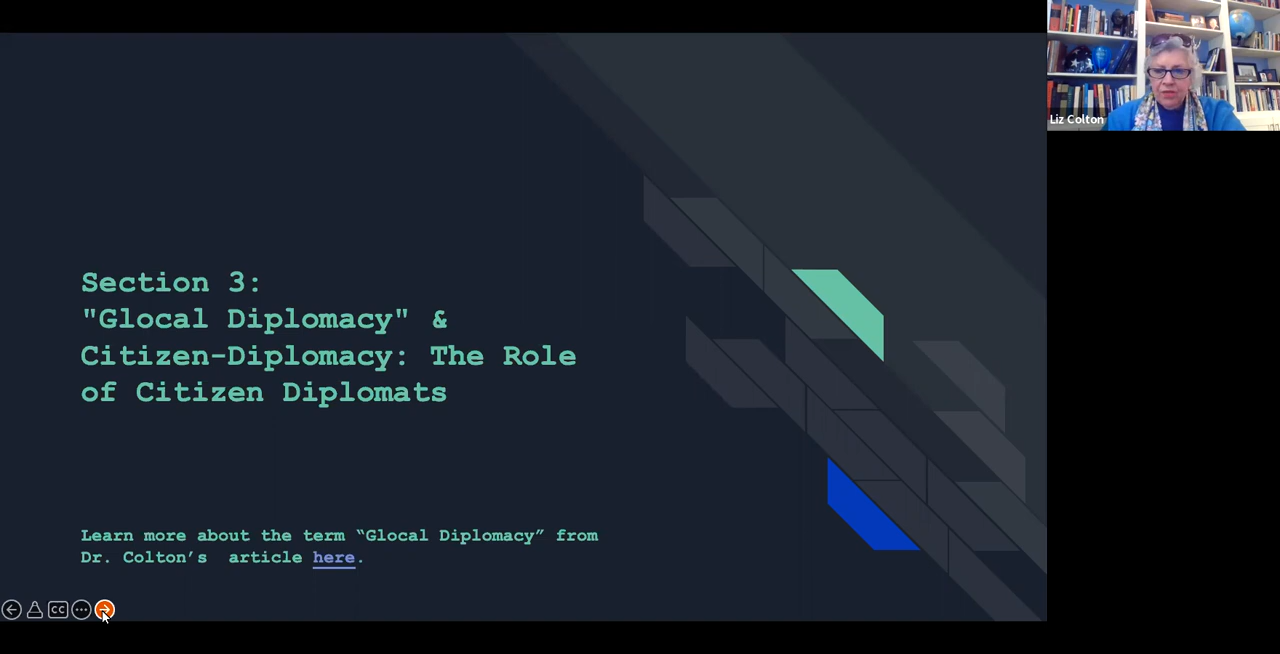 Liz Colton
Section 3:
"Glocal Diplomacy" &
Citizen-Diplomacy: The Role
of Citizen Diplomats
Learn more about the term “Glocal Diplomacy” from
Dr. Colton’s  article here.
CC